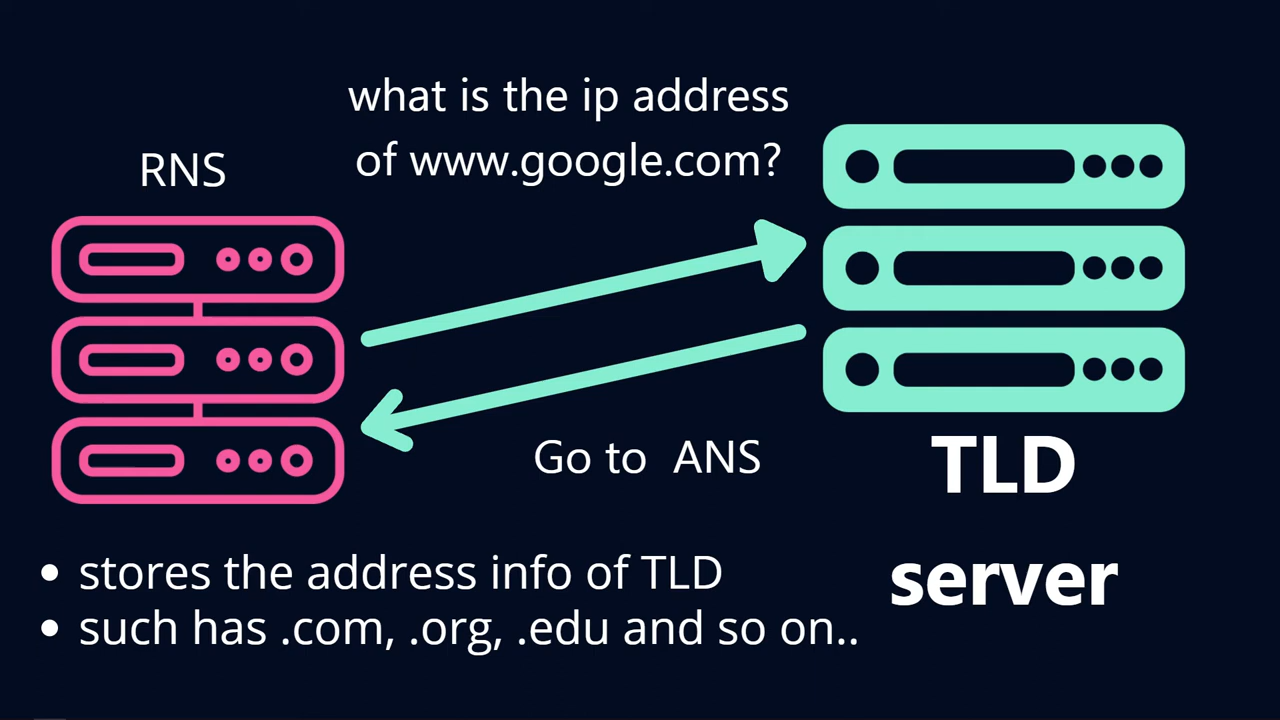 what is the ip address
of www.google.com?
RNS
Go to ANS
TLD
server
• stores the address info of TLD
• such has .com, .org, .edu and so on..